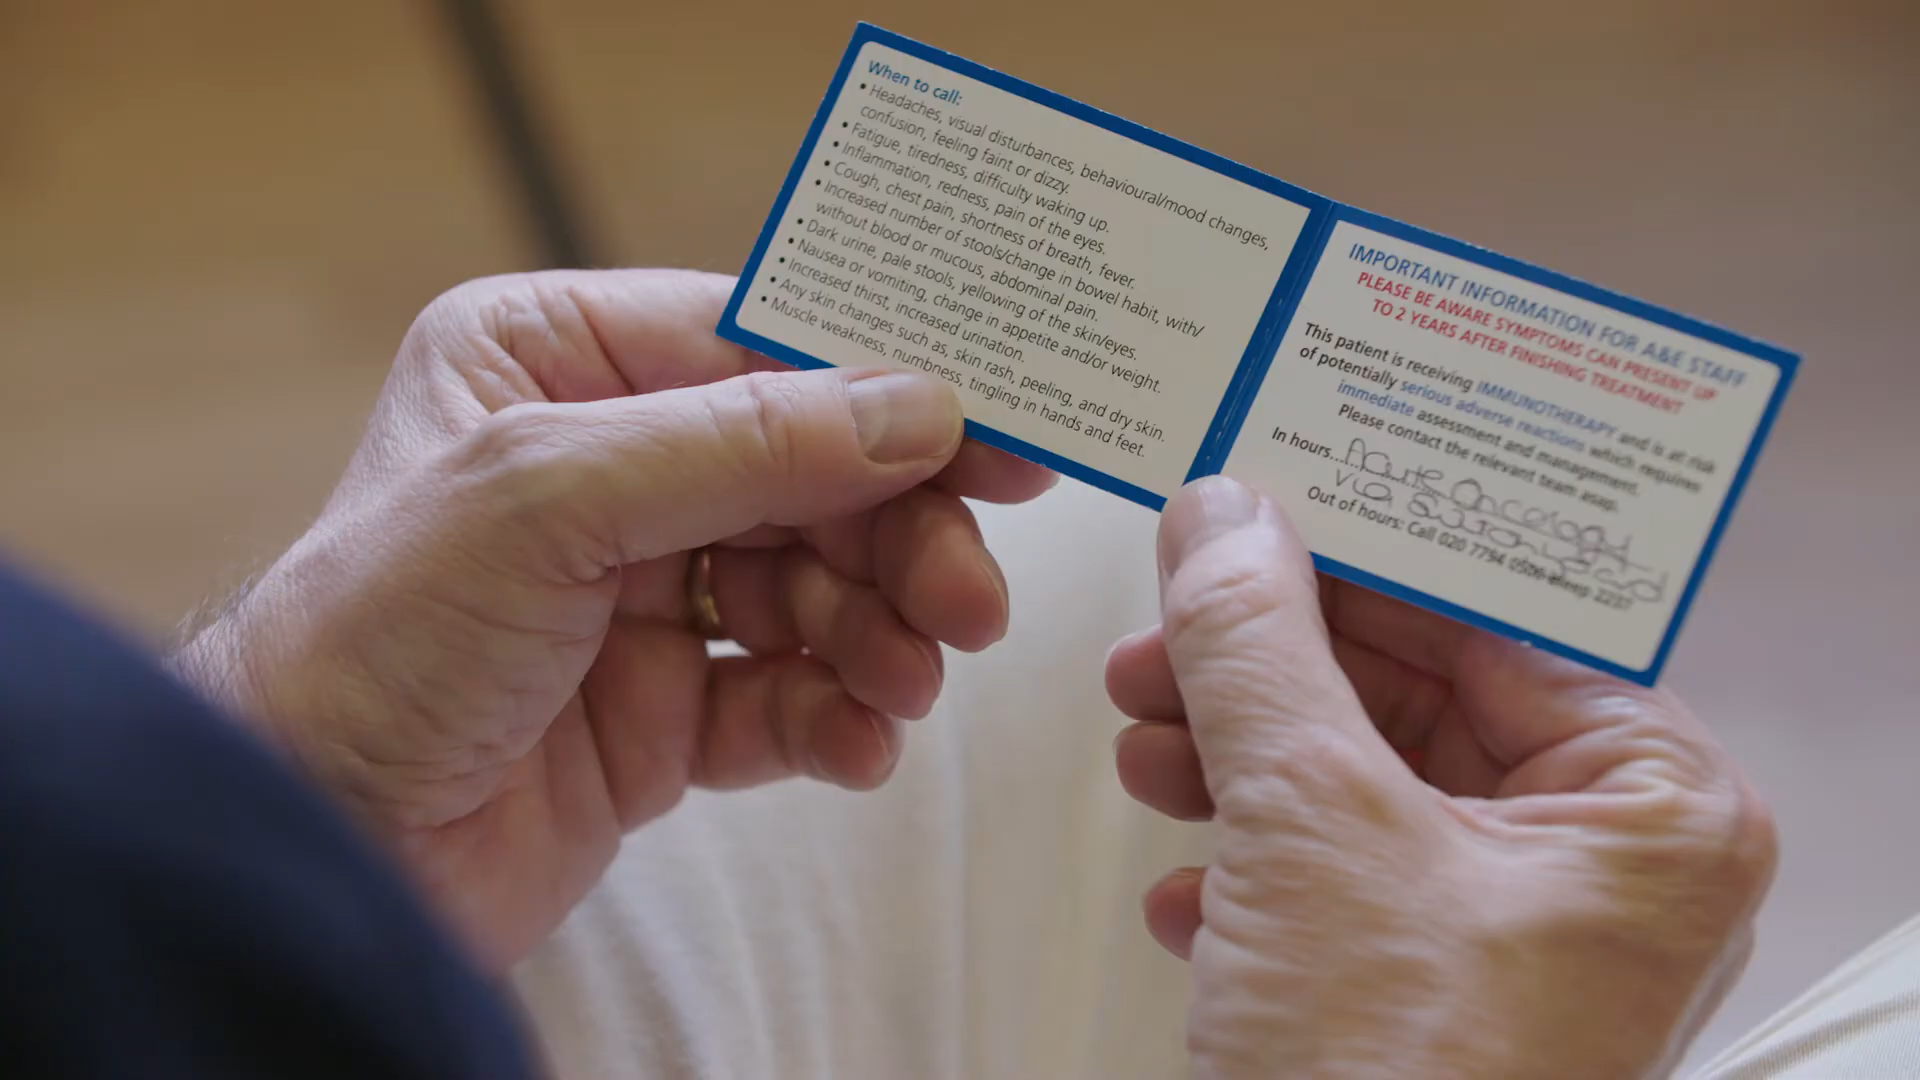 When to call:
• Headaches, visual disturbances, behavioural/mood changes,
confusion, feeling faint or dizzy.
• Fatigue, tiredness, difficulty waking up.
• Inflammation, redness, pain of the eyes.
• Cough, chest pain, shortness of breath, fever.
• Increased number of stools/change in bowel habit, with/
without blood or mucous, abdominal pain.
• Dark urine, pale stools, yellowing of the skin/eyes.
• Nausea or vomiting, change in appetite and/or weight.
• Increased thirst, increased urination.
• Any skin changes such as, skin rash, peeling, and dry skin.
• Muscle weakness, numbness, tingling in hands and feet.
IMPORTANT INFORMATION FOR A&E STAFF
PLEASE BE AWARE SYMPTOMS CAN PRESENT UP
TO 2 YEARS AFTER FINISHING TREATMENT
This patient is receiving IMMUNOTHERAPY and is at risk
of potentially serious adverse reactions which requires
immediate assessment and management.
Please contact the relevant team asap.
In hours.....Acute Oncology
via Switchboard
Out of hours: Call 020 7794 0500 bleep 2237